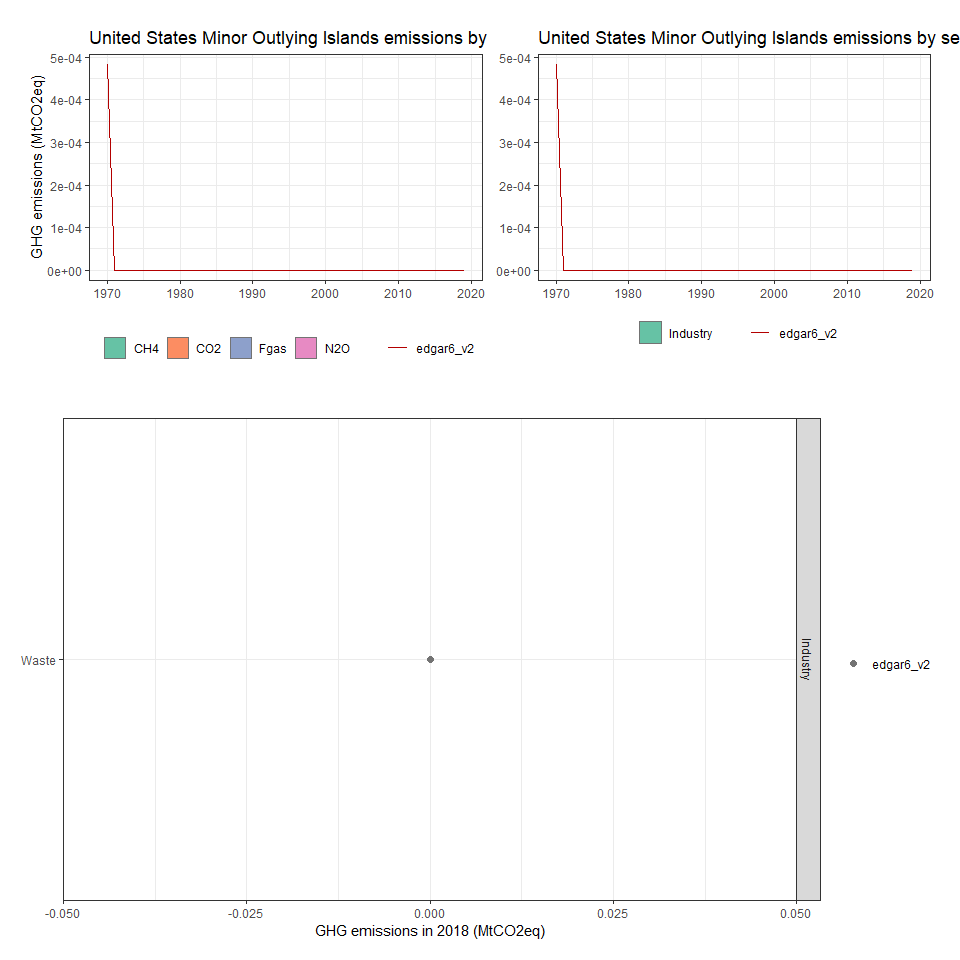 United States Minor Outlying Islands emissions by
United States Minor Outlying Islands emissions by se
GHG emissions (MtCO2eq)
5e-04
4e-04
3e-04
2e-04
1e-04
0e+00
1970 1980 1990 2000 2010 2020
CH4 CO2 Fgas N2O edgar6_v2
5e-04
4e-04
3e-04
2e-04
1e-04
0e+00
1970 1980 1990 2000 2010 2020
Industry edgar6_v2
Waste
Industry
edgar6_v2
-0.050 -0.025 0.000 0.025 0.050
GHG emissions in 2018 (MtCO2eq)